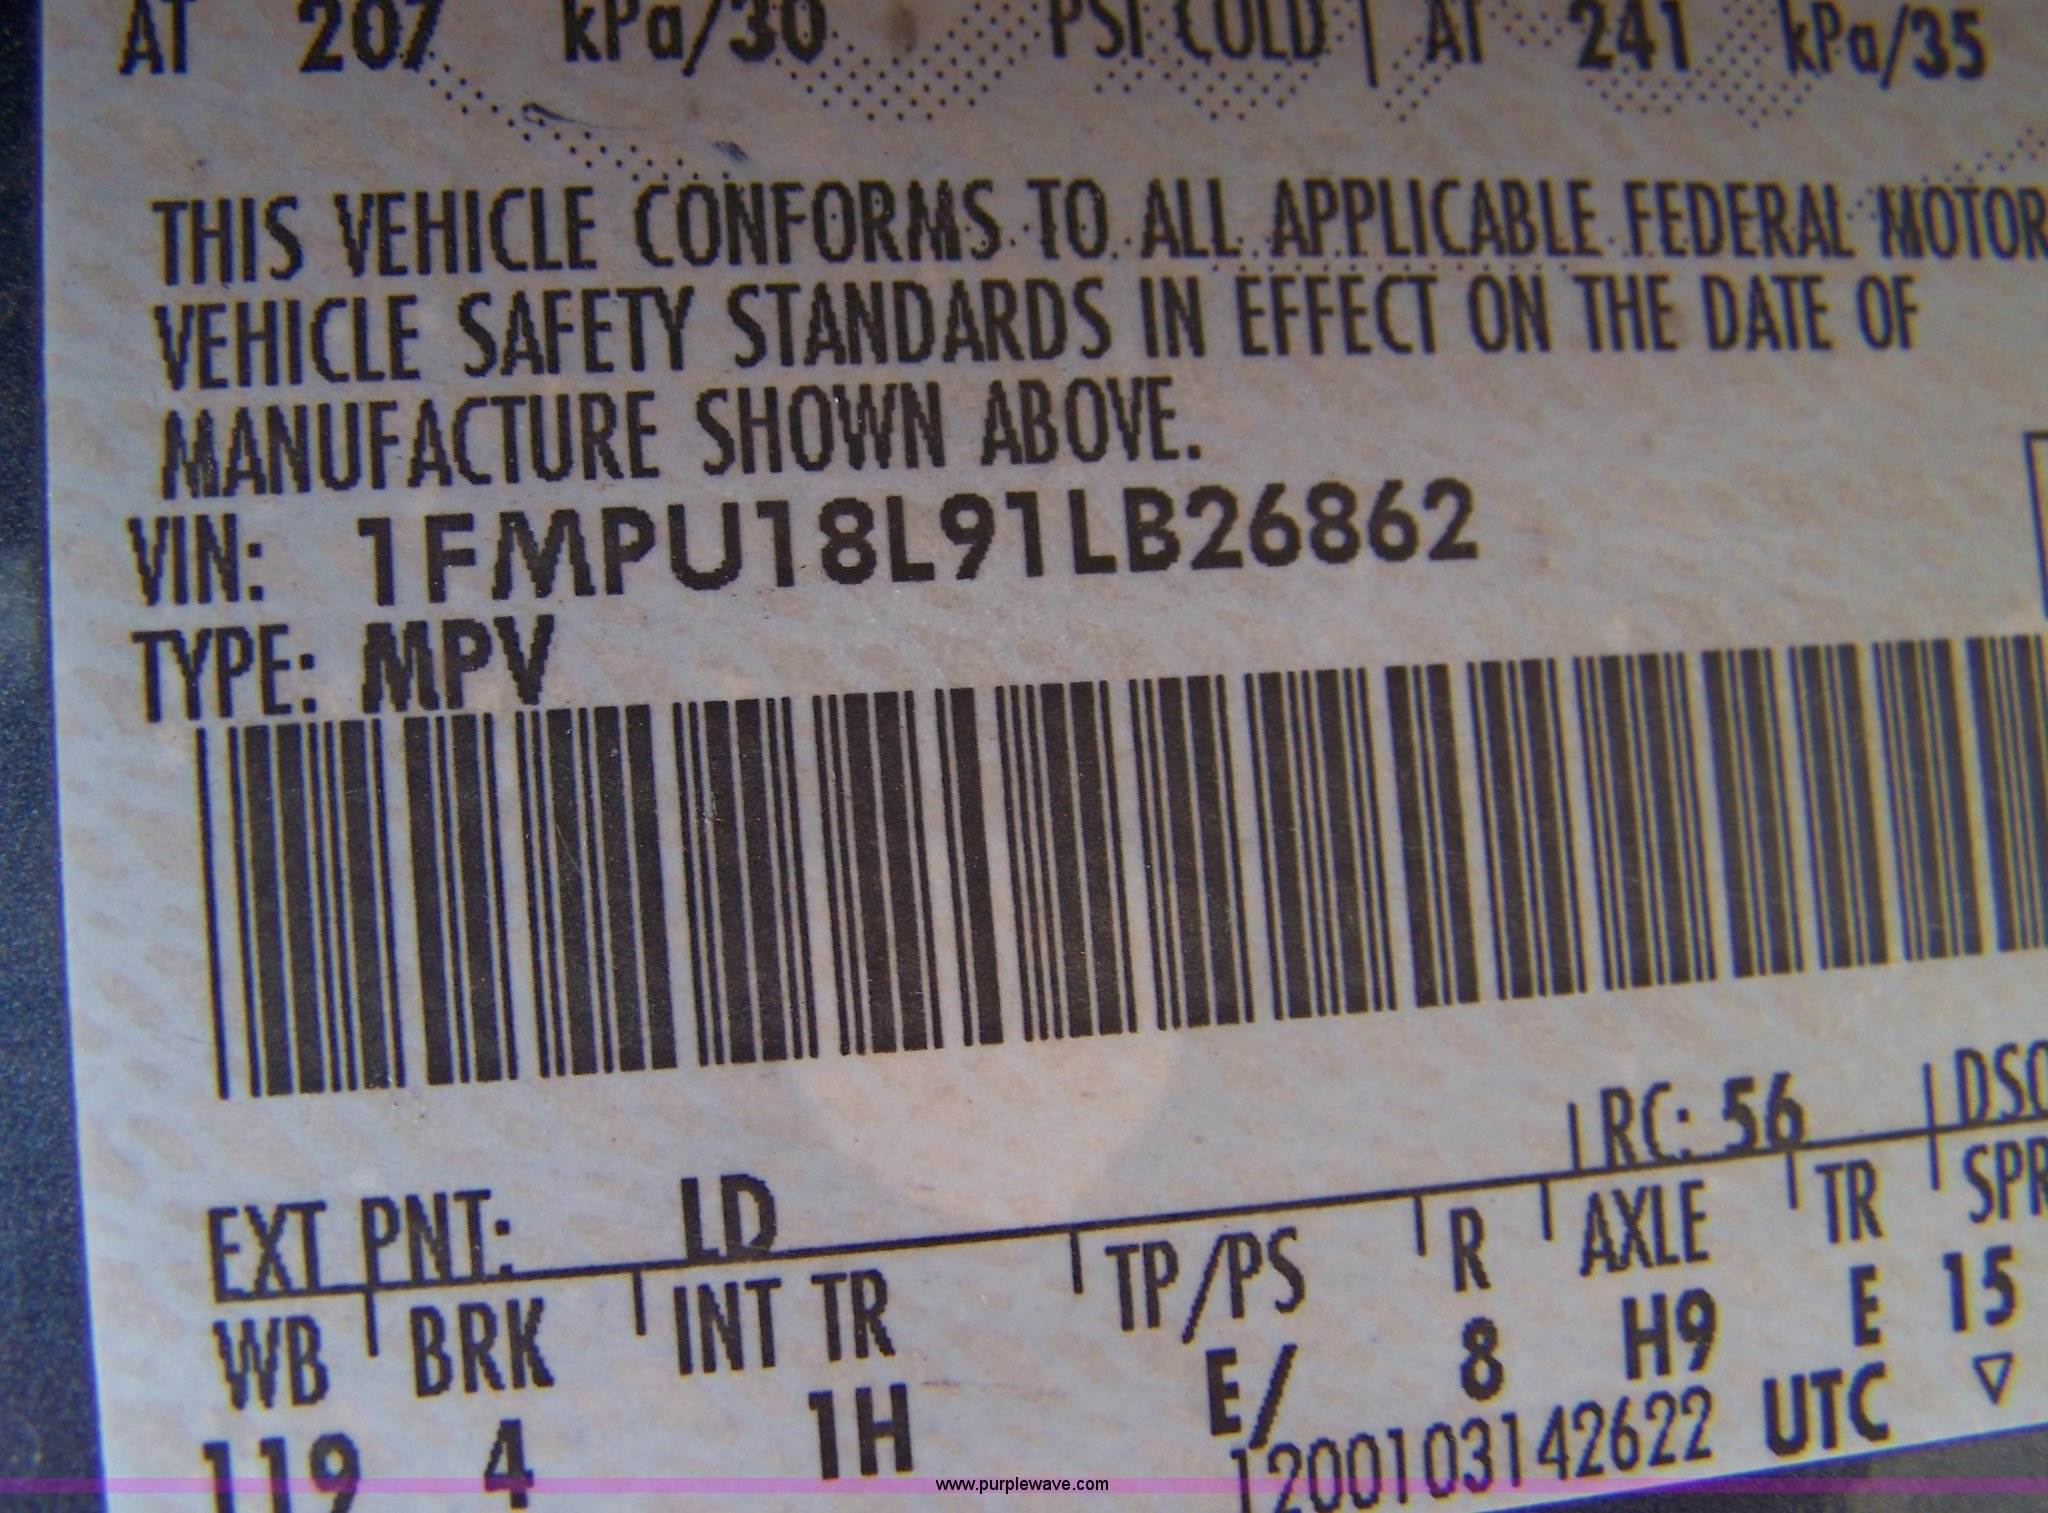 AT 207 kPa/30 PSI COLD | AT 241 kPa/35
THIS VEHICLE CONFORMS TO ALL APPLICABLE FEDERAL MOTOR
VEHICLE SAFETY STANDARDS IN EFFECT ON THE DATE OF
MANUFACTURE SHOWN ABOVE.
VIN: 1FMPU18L91LB26862
TYPE: MPV
EXT PNT: LD RC: 56 DSO
WB BRK INT TR TP/PS R AXLE TR SPR
119 4 1H E/ 8 H9 E 15
1200103142622 UTC ▽
www.purplewave.com